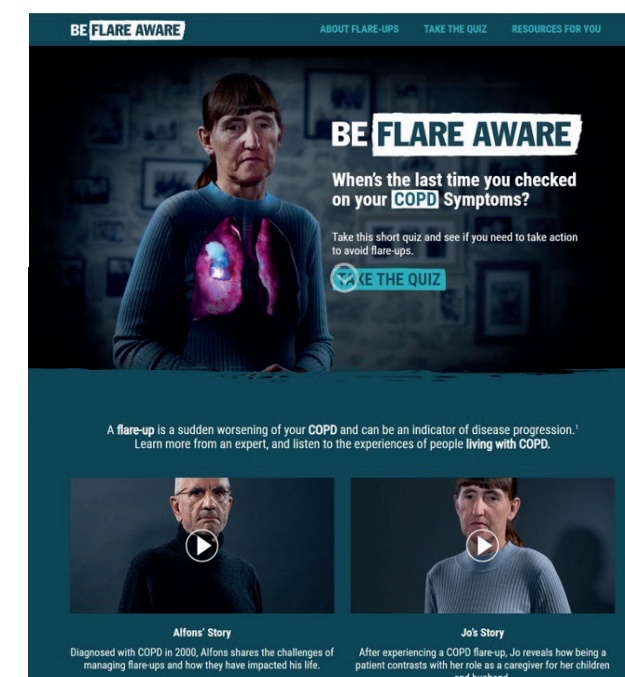 BE FLARE AWARE
ABOUT FLARE-UPS TAKE THE QUIZ RESOURCES FOR YOU
BE FLARE AWARE
When's the last time you checked
on your COPD Symptoms?
Take this short quiz and see if you need to take action
to avoid flare-ups.
TAKE THE QUIZ
A flare-up is a sudden worsening of your COPD and can be an indicator of disease progression.¹
Learn more from an expert, and listen to the experiences of people living with COPD.
Alfons' Story
Diagnosed with COPD in 2000, Alfons shares the challenges of
managing flare-ups and how they have impacted his life.
Jo's Story
After experiencing a COPD flare-up, Jo reveals how being a
patient contrasts with her role as a caregiver for her children
and husband